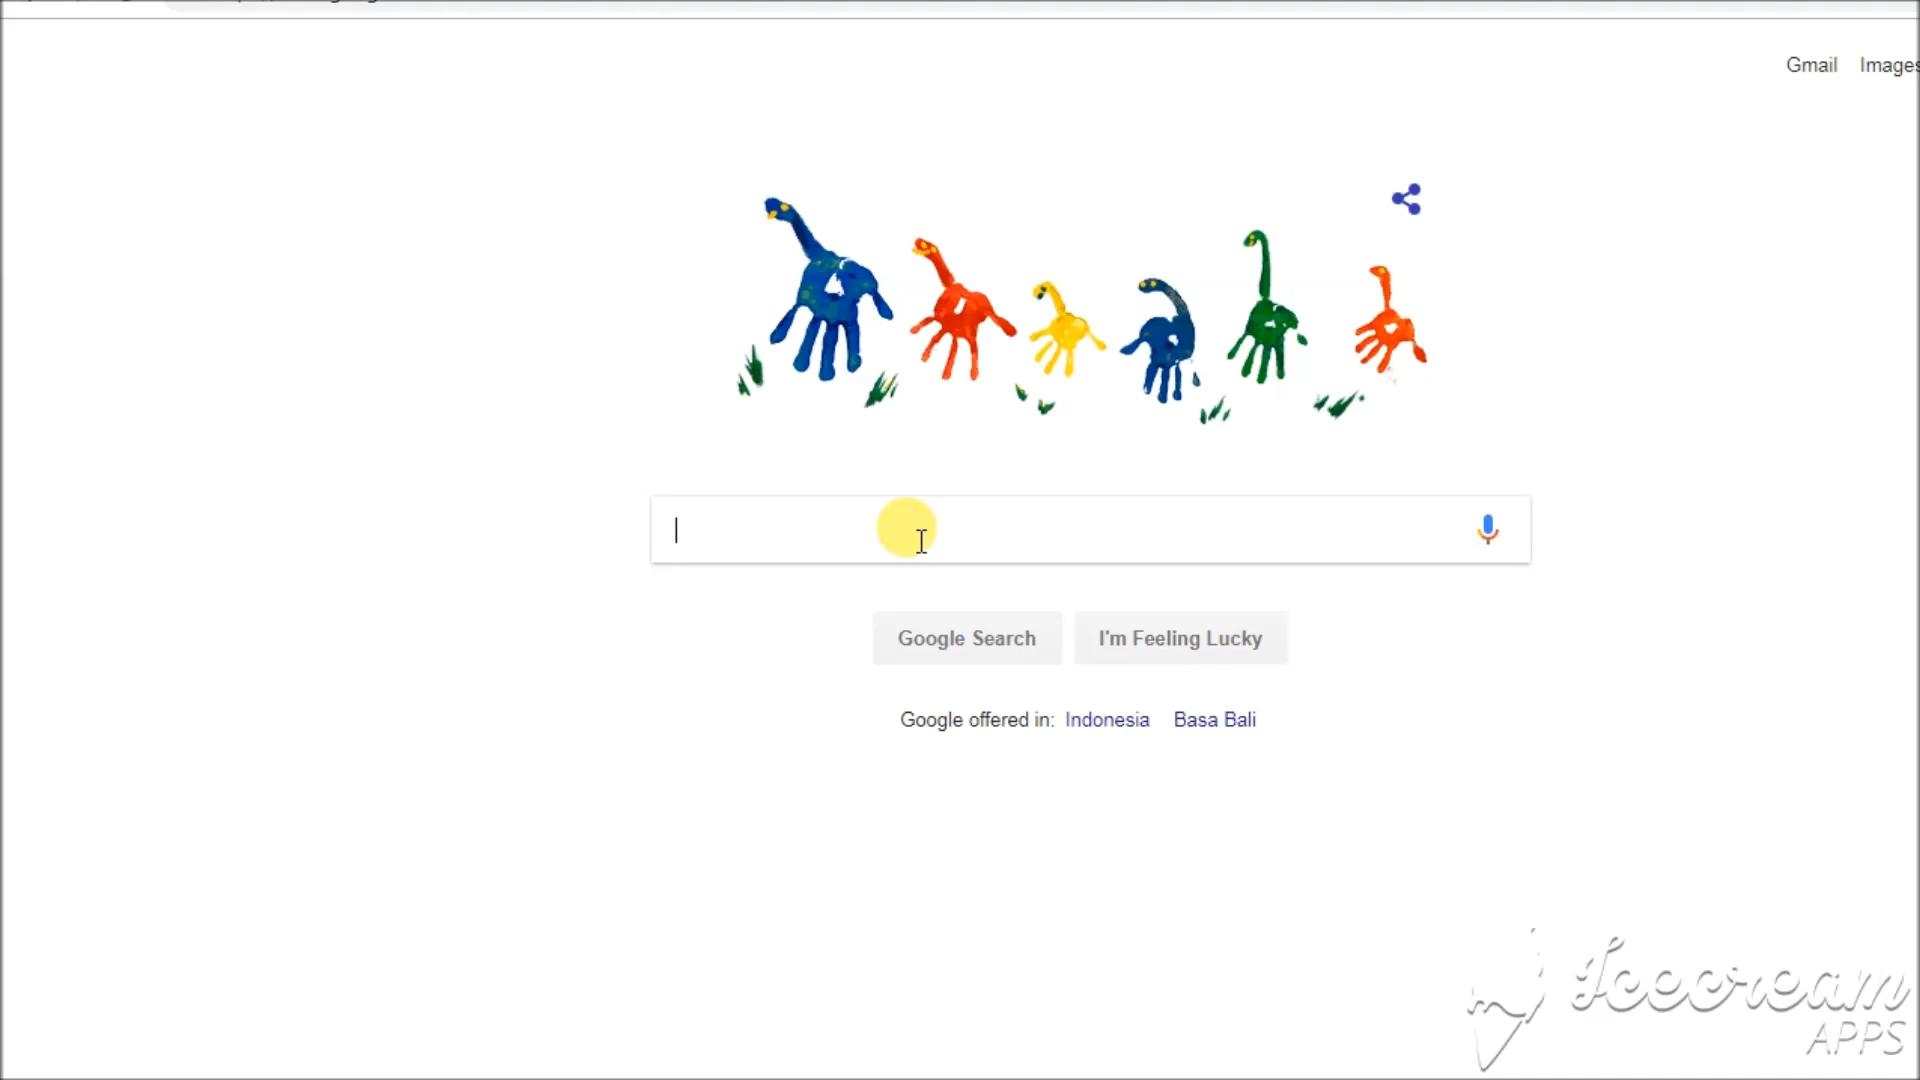 Gmail Images
Google Search I'm Feeling Lucky
Google offered in: Indonesia Basa Bali
Icecream
APPS